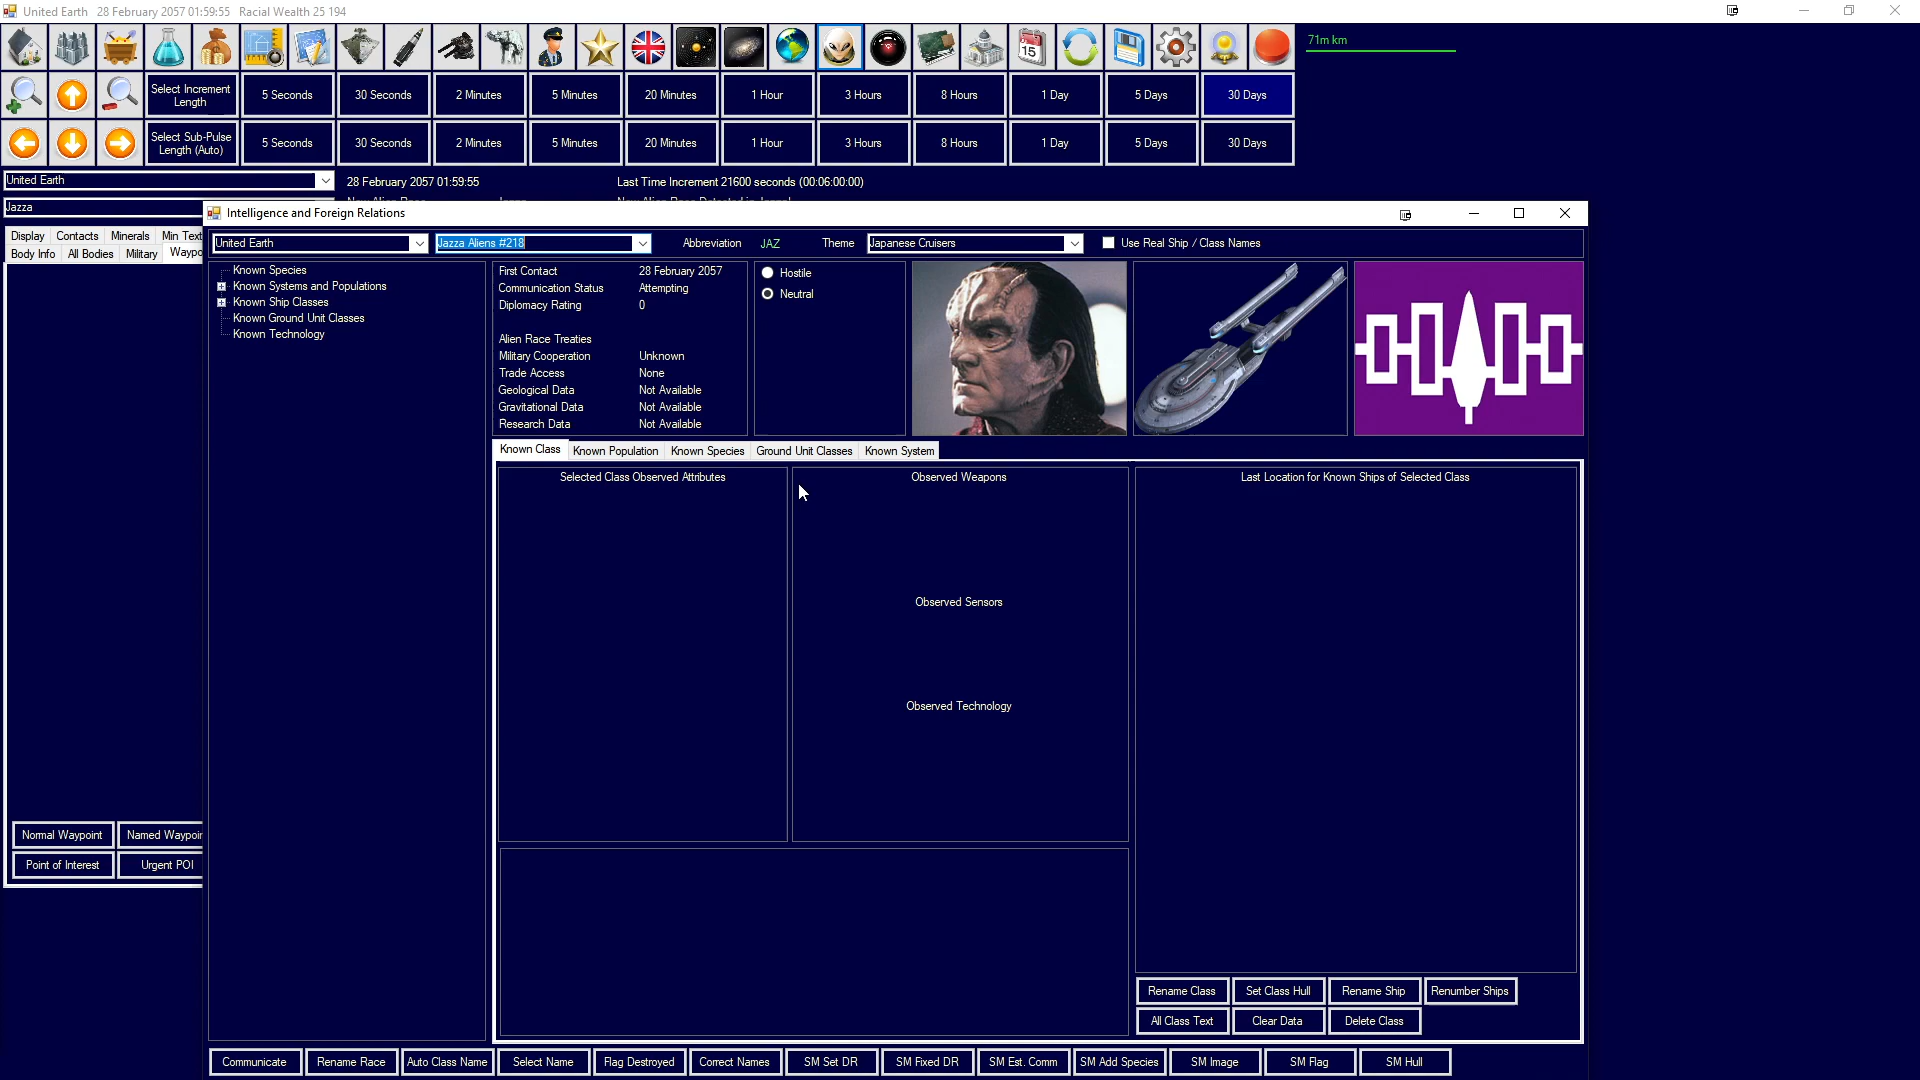 United Earth 28 February 2057 01:59:55 Racial Wealth 25 194
15
71m km
Select Increment Length
5 Seconds
30 Seconds
2 Minutes
5 Minutes
20 Minutes
1 Hour
3 Hours
8 Hours
1 Day
5 Days
30 Days
Select Sub-Pulse Length (Auto)
5 Seconds
30 Seconds
2 Minutes
5 Minutes
20 Minutes
1 Hour
3 Hours
8 Hours
1 Day
5 Days
30 Days
United Earth
28 February 2057 01:59:55
Last Time Increment 21600 seconds (00:06:00:00)
Jazza
Display Contacts Minerals Min Text
Body Info All Bodies Military Waypo
Normal Waypoint Named Waypoin
Point of Interest Urgent POI
Intelligence and Foreign Relations
United Earth
Jazza Aliens #218
Abbreviation JAZ
Theme Japanese Cruisers
Use Real Ship / Class Names
Known Species
Known Systems and Populations
Known Ship Classes
Known Ground Unit Classes
Known Technology
First Contact 28 February 2057
Communication Status Attempting
Diplomacy Rating 0
Alien Race Treaties
Military Cooperation Unknown
Trade Access None
Geological Data Not Available
Gravitational Data Not Available
Research Data Not Available
Hostile
Neutral
Known Class Known Population Known Species Ground Unit Classes Known System
Selected Class Observed Attributes
Observed Weapons
Observed Sensors
Observed Technology
Last Location for Known Ships of Selected Class
Rename Class Set Class Hull Rename Ship Renumber Ships
All Class Text Clear Data Delete Class
Communicate Rename Race Auto Class Name Select Name Flag Destroyed Correct Names SM Set DR SM Fixed DR SM Est. Comm SM Add Species SM Image SM Flag SM Hull